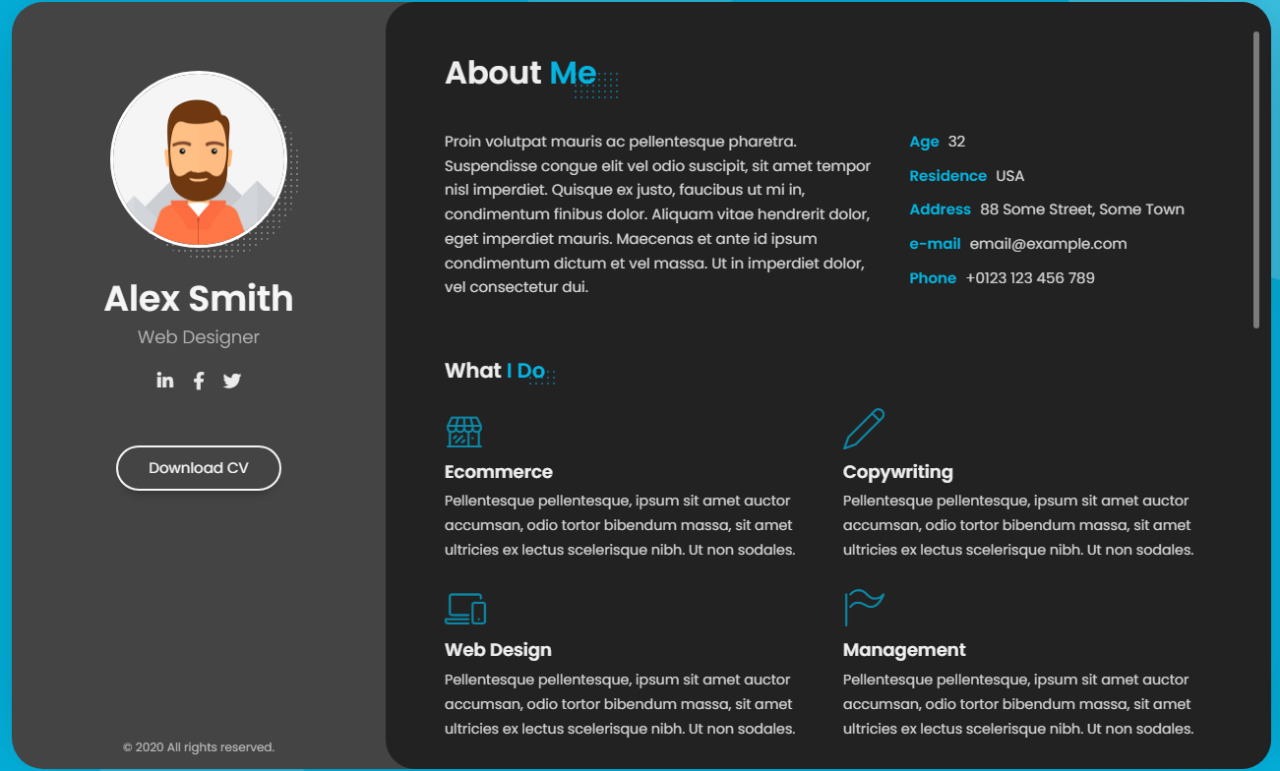 Alex Smith
Web Designer
Download CV
© 2020 All rights reserved.
About Me
Proin volutpat mauris ac pellentesque pharetra.
Suspendisse congue elit vel odio suscipit, sit amet tempor
nisl imperdiet. Quisque ex justo, faucibus ut mi in,
condimentum finibus dolor. Aliquam vitae hendrerit dolor,
eget imperdiet mauris. Maecenas et ante id ipsum
condimentum dictum et vel massa. Ut in imperdiet dolor,
vel consectetur dui.
Age 32
Residence USA
Address 88 Some Street, Some Town
e-mail email@example.com
Phone +0123 123 456 789
What I Do
Ecommerce
Pellentesque pellentesque, ipsum sit amet auctor
accumsan, odio tortor bibendum massa, sit amet
ultricies ex lectus scelerisque nibh. Ut non sodales.
Copywriting
Pellentesque pellentesque, ipsum sit amet auctor
accumsan, odio tortor bibendum massa, sit amet
ultricies ex lectus scelerisque nibh. Ut non sodales.
Web Design
Pellentesque pellentesque, ipsum sit amet auctor
accumsan, odio tortor bibendum massa, sit amet
ultricies ex lectus scelerisque nibh. Ut non sodales.
Management
Pellentesque pellentesque, ipsum sit amet auctor
accumsan, odio tortor bibendum massa, sit amet
ultricies ex lectus scelerisque nibh. Ut non sodales.